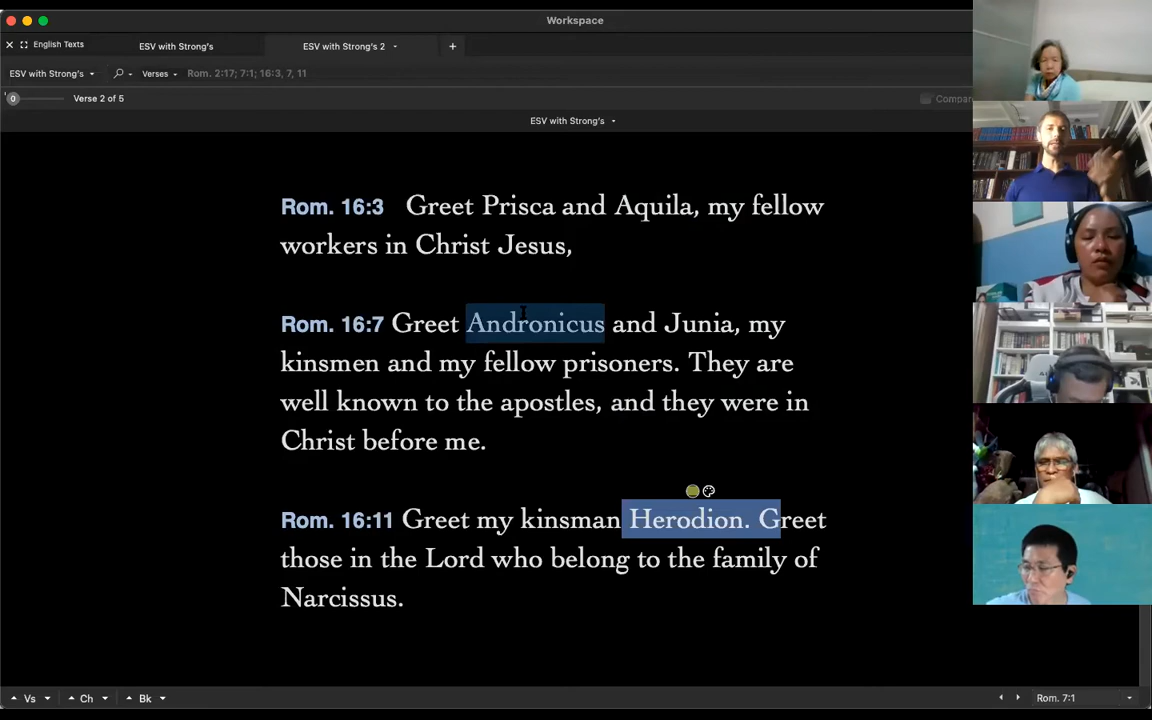 Workspace
English Texts
ESV with Strong's
ESV with Strong's 2
+
ESV with Strong's
Verses
Rom. 2:17; 7:1; 16:3, 7, 11
0
Verse 2 of 5
Compare
ESV with Strong's
Rom. 16:3 Greet Prisca and Aquila, my fellow
workers in Christ Jesus,
Rom. 16:7 Greet Andronicus and Junia, my
kinsmen and my fellow prisoners. They are
well known to the apostles, and they were in
Christ before me.
Rom. 16:11 Greet my kinsman Herodion. Greet
those in the Lord who belong to the family of
Narcissus.
Vs
Ch
Bk
Rom. 7:1